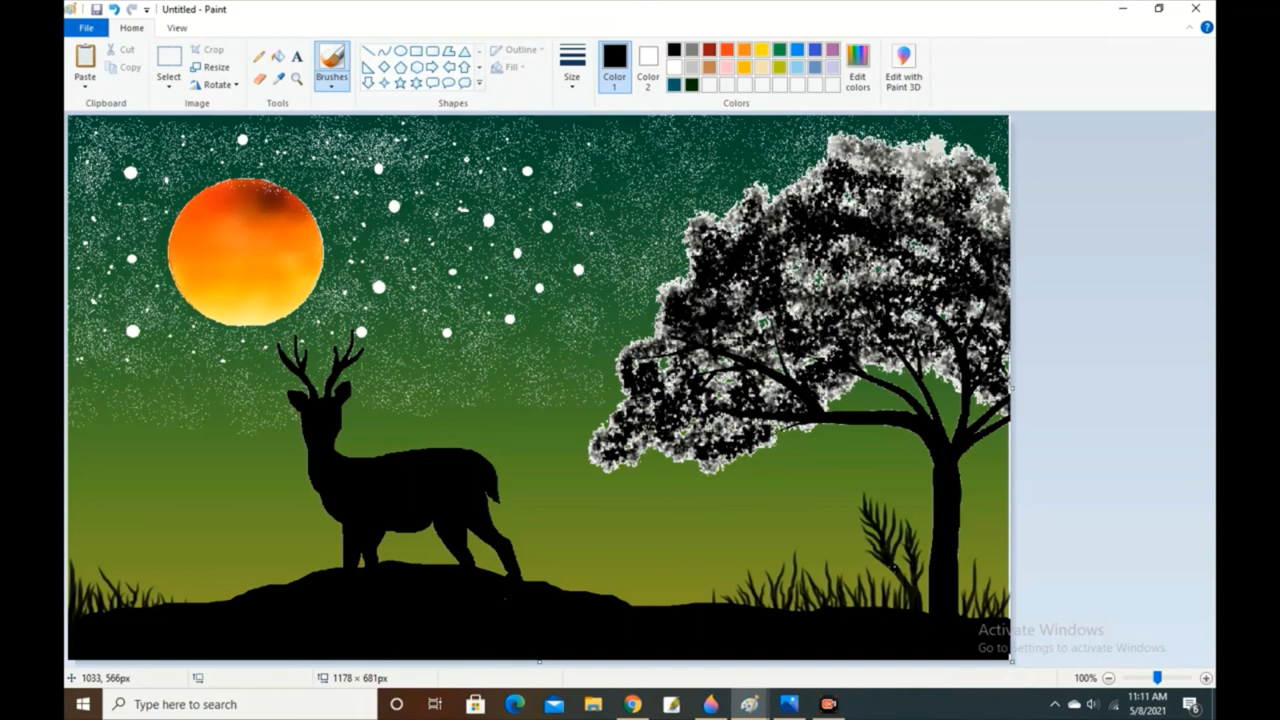 Untitled - Paint
File
Home
View
Paste
Cut
Copy
Clipboard
Select
Crop
Resize
Rotate
Image
A
Tools
Brushes
Shapes
Outline
Fill
Size
Color
1
Color
2
Colors
Edit
colors
Edit with
Paint 3D
Activate Windows
Go to Settings to activate Windows.
1033, 566px
1178 × 681px
100%
Type here to search
11:11 AM
5/8/2021
6